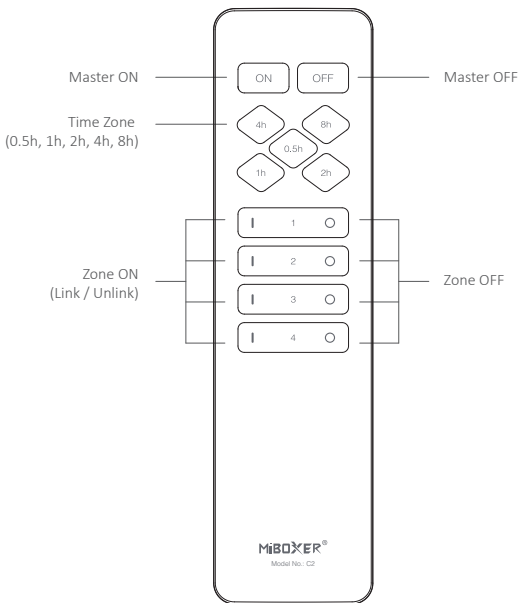 Master ON
ON
OFF
Master OFF
Time Zone
(0.5h, 1h, 2h, 4h, 8h)
4h
8h
0.5h
1h
2h
Zone ON
(Link / Unlink)
1
2
3
4
Zone OFF
MiBOXER®
Model No.: C2